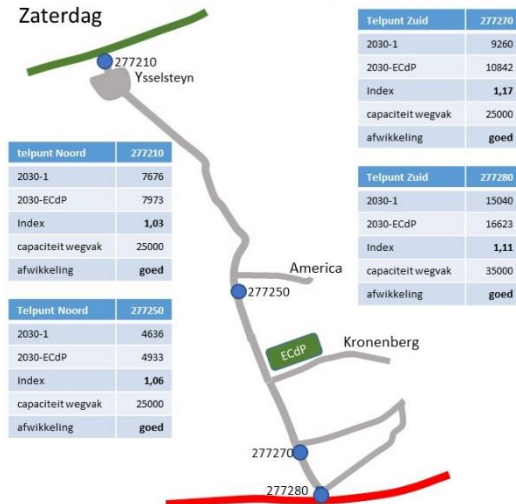 Zaterdag
277210
Ysselsteyn
Telpunt Zuid 277270
2030-1 9260
2030-ECdP 10842
Index 1,17
capaciteit wegvak 25000
afwikkeling goed
telpunt Noord 277210
2030-1 7676
2030-ECdP 7973
Index 1,03
capaciteit wegvak 25000
afwikkeling goed
Telpunt Zuid 277280
2030-1 15040
2030-ECdP 16623
Index 1,11
capaciteit wegvak 35000
afwikkeling goed
America
277250
Telpunt Noord 277250
2030-1 4636
2030-ECdP 4933
Index 1,06
capaciteit wegvak 25000
afwikkeling goed
ECdP
Kronenberg
277270
277280